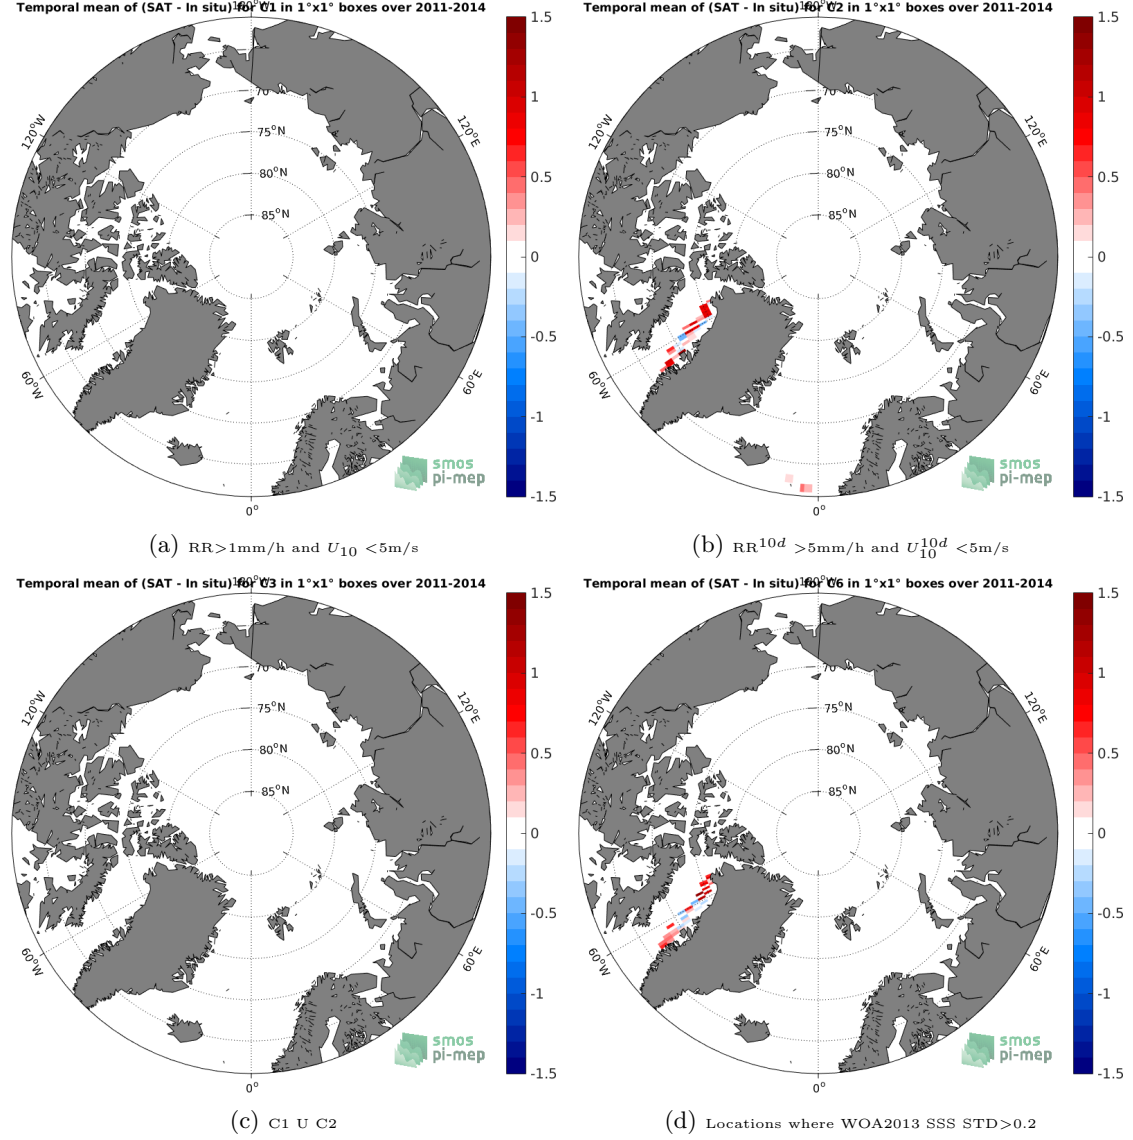 Temporal mean of (SAT - In situ) for C1 in 1°x1° boxes over 2011-2014
Temporal mean of (SAT - In situ) for C2 in 1°x1° boxes over 2011-2014
180°W
120°W
120°E
60°W
60°E
0°
70
75°N
80°N
85°N
1.5
1
0.5
0
-0.5
-1
-1.5
smos
pi-mep
180°W
120°W
120°E
60°W
60°E
0°
70
75°N
80°N
85°N
1.5
1
0.5
0
-0.5
-1
-1.5
smos
pi-mep
(a) RR>1mm/h and U10 <5m/s
(b) RR10d >5mm/h and U10d10 <5m/s
Temporal mean of (SAT - In situ) for C3 in 1°x1° boxes over 2011-2014
Temporal mean of (SAT - In situ) for C6 in 1°x1° boxes over 2011-2014
180°W
120°W
120°E
60°W
60°E
0°
70
75°N
80°N
85°N
1.5
1
0.5
0
-0.5
-1
-1.5
smos
pi-mep
180°W
120°W
120°E
60°W
60°E
0°
70
75°N
80°N
85°N
1.5
1
0.5
0
-0.5
-1
-1.5
smos
pi-mep
(c) C1 U C2
(d) Locations where WOA2013 SSS STD>0.2